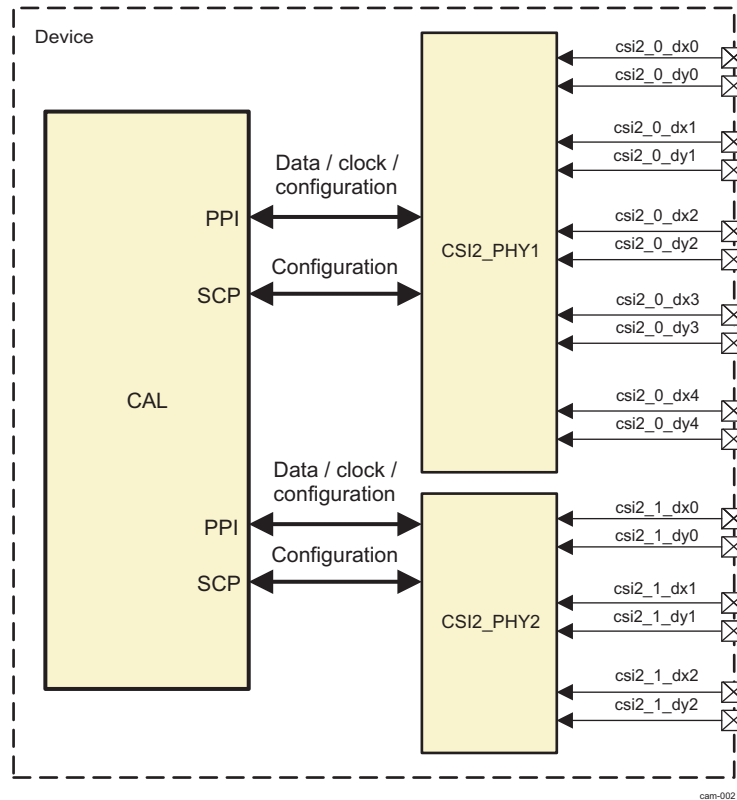 Device
csi2_0_dx0
csi2_0_dy0
csi2_0_dx1
csi2_0_dy1
Data / clock /
configuration
PPI
csi2_0_dx2
CSI2_PHY1
csi2_0_dy2
Configuration
SCP
csi2_0_dx3
csi2_0_dy3
CAL
csi2_0_dx4
csi2_0_dy4
Data / clock /
configuration
PPI
csi2_1_dx0
csi2_1_dy0
Configuration
SCP
csi2_1_dx1
CSI2_PHY2
csi2_1_dy1
csi2_1_dx2
csi2_1_dy2
cam-002